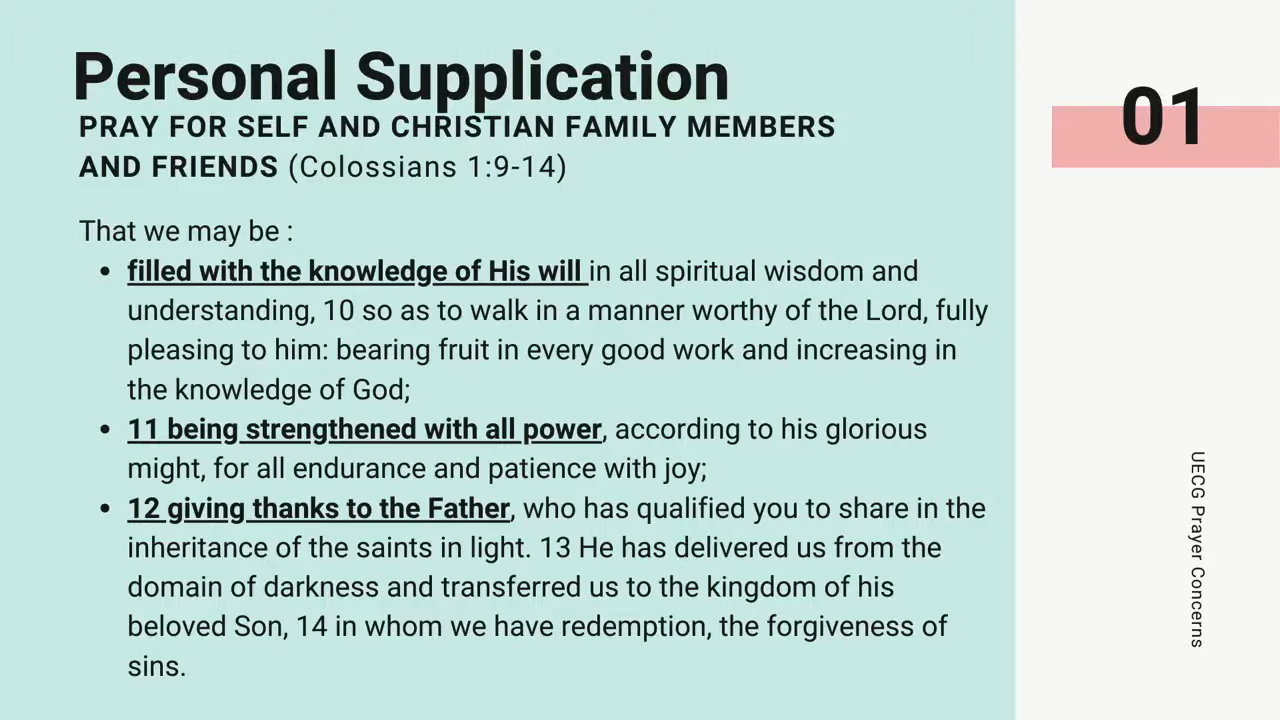 Personal Supplication
PRAY FOR SELF AND CHRISTIAN FAMILY MEMBERS
AND FRIENDS (Colossians 1:9-14)
That we may be :
• filled with the knowledge of His will in all spiritual wisdom and
understanding, 10 so as to walk in a manner worthy of the Lord, fully
pleasing to him: bearing fruit in every good work and increasing in
the knowledge of God;
• 11 being strengthened with all power, according to his glorious
might, for all endurance and patience with joy;
• 12 giving thanks to the Father, who has qualified you to share in the
inheritance of the saints in light. 13 He has delivered us from the
domain of darkness and transferred us to the kingdom of his
beloved Son, 14 in whom we have redemption, the forgiveness of
sins.
01
UECG Prayer Concerns